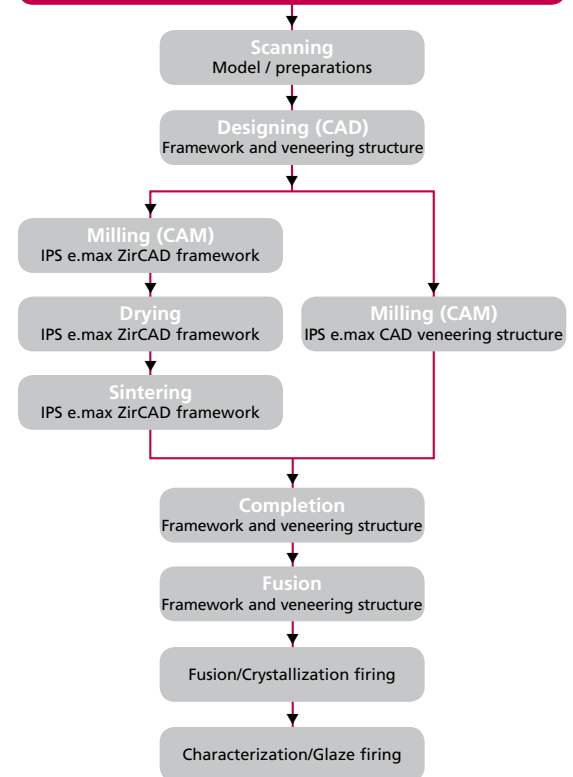 Scanning
Model / preparations
Designing (CAD)
Framework and veneering structure
Milling (CAM)
IPS e.max ZirCAD framework
Drying
IPS e.max ZirCAD framework
Sintering
IPS e.max ZirCAD framework
Milling (CAM)
IPS e.max CAD veneering structure
Completion
Framework and veneering structure
Fusion
Framework and veneering structure
Fusion/Crystallization firing
Characterization/Glaze firing